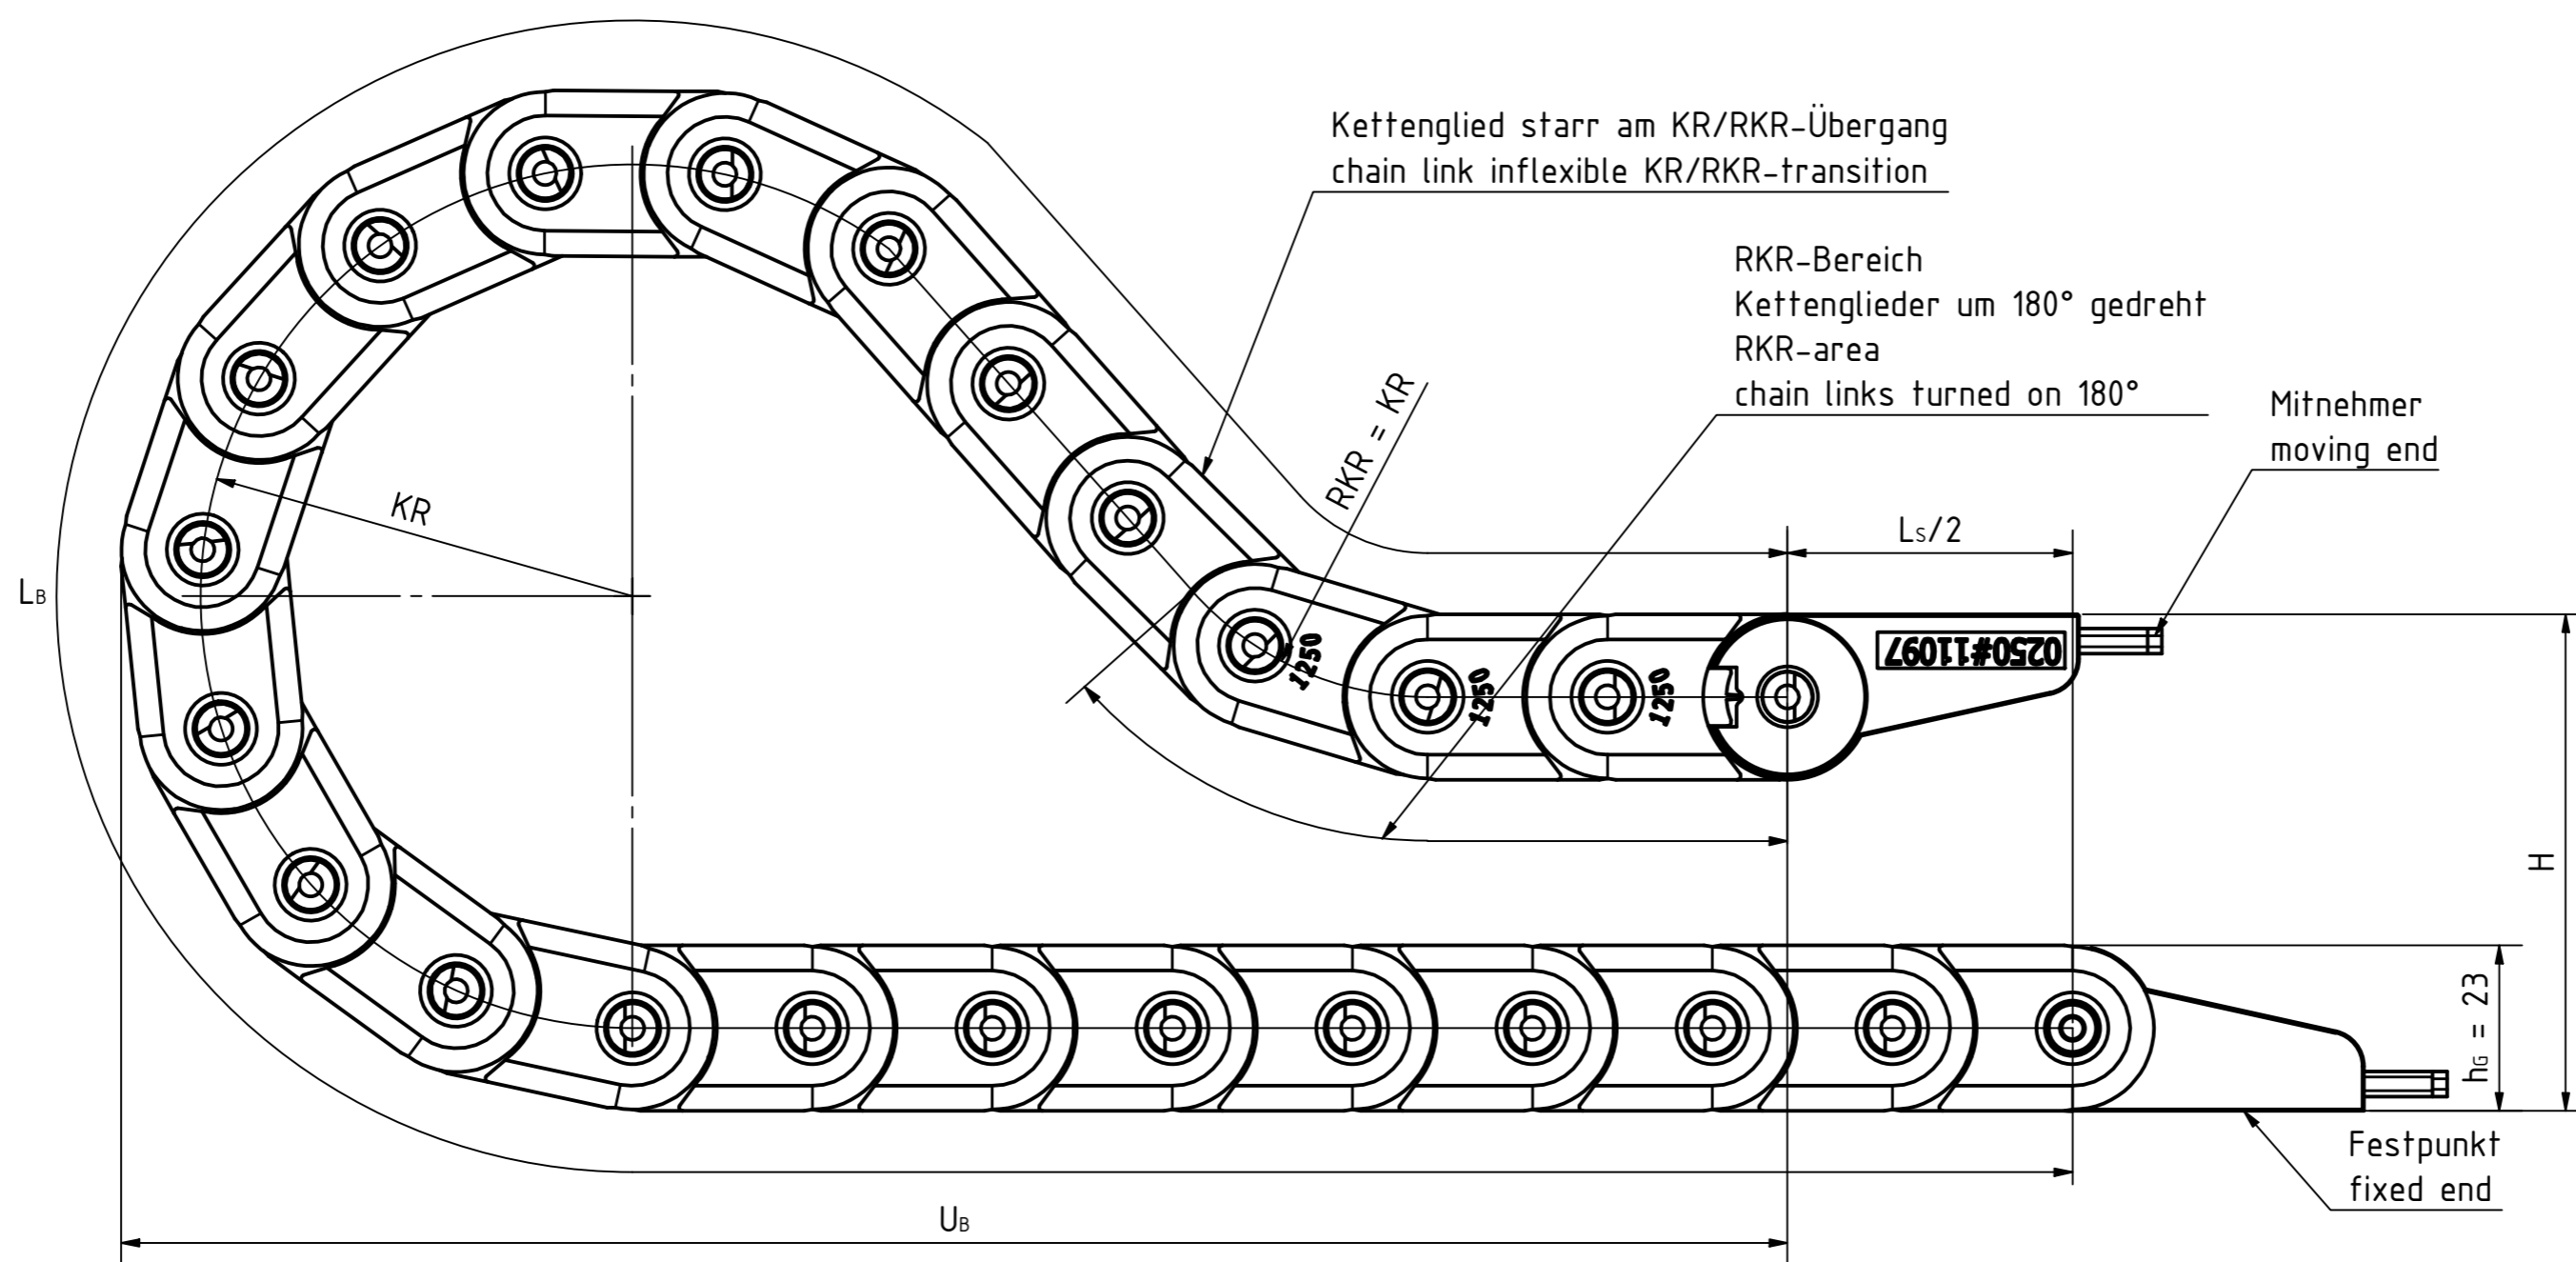 Kettenglied starr am KR/RKR-Übergang
chain link inflexible KR/RKR-transition
RKR-Bereich
Kettenglieder um 180° gedreht
RKR-area
chain links turned on 180°
Mitnehmer
moving end
RKR = KR
KR
LB
LS/2
1250
1250
1250
0250#11097
H
hG = 23
Festpunkt
fixed end
UB